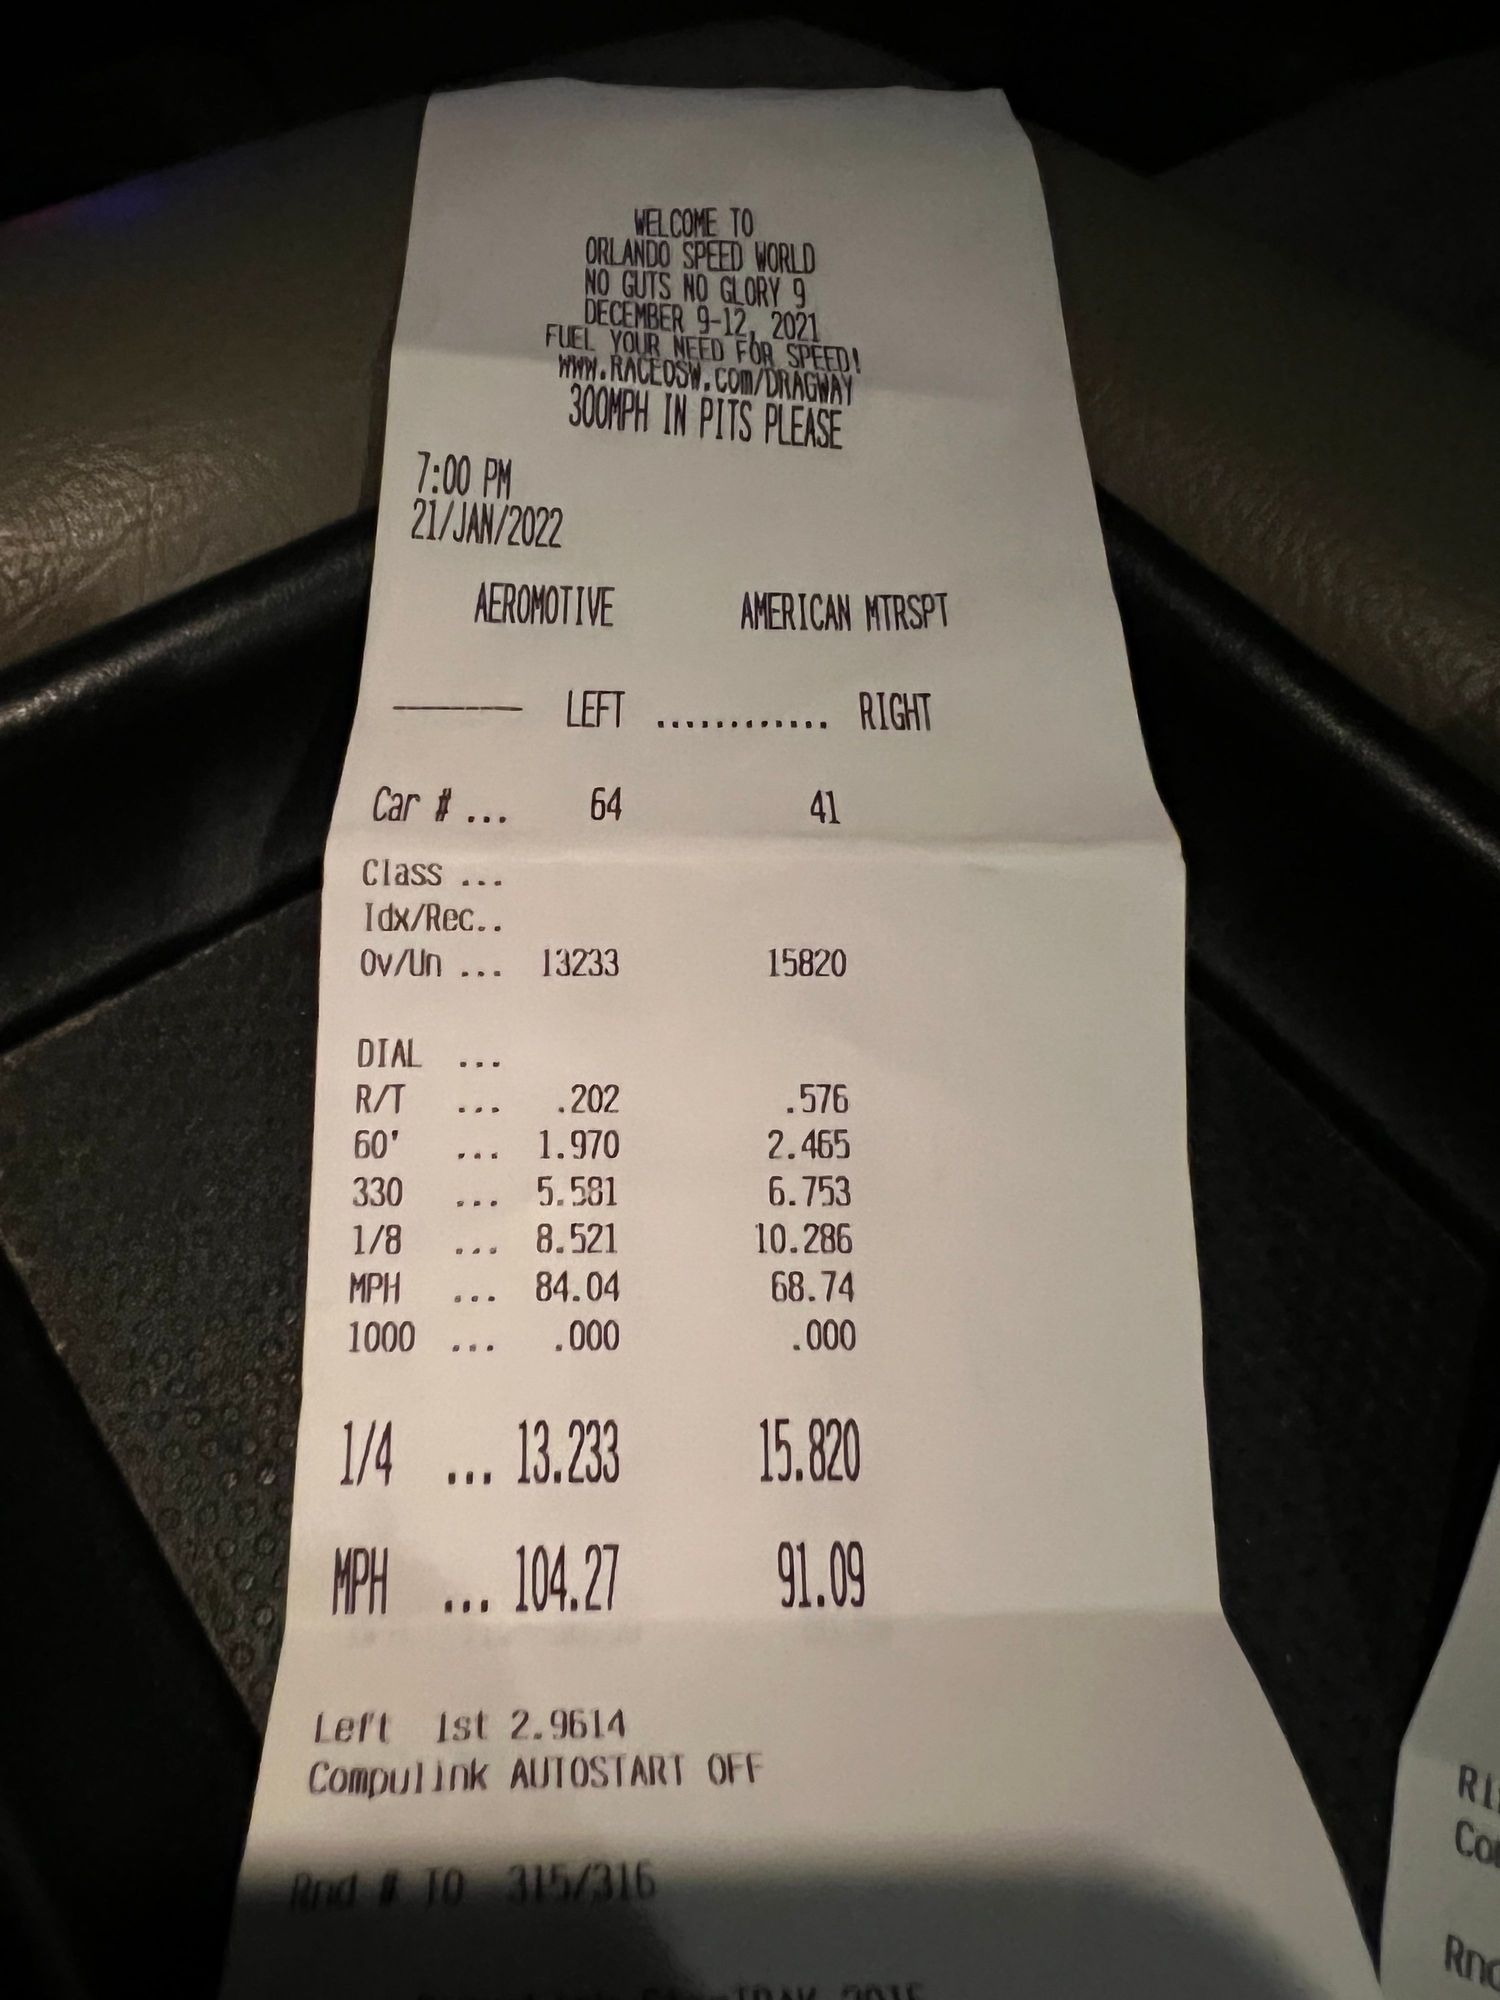 WELCOME TO
ORLANDO SPEED WORLD
NO GUTS NO GLORY 9
DECEMBER 9-12, 2021
FUEL YOUR NEED FOR SPEED!
WWW.RACEOSW.COM/DRAGWAY
300MPH IN PITS PLEASE
7:00 PM
21/JAN/2022
AEROMOTIVE AMERICAN MTRSPT
LEFT ............ RIGHT
Car # ... 64 41
Class ...
Idx/Rec..
Ov/Un ... 13233 15820
DIAL ...
R/T ... .202 .576
60' ... 1.970 2.465
330 ... 5.581 6.753
1/8 ... 8.521 10.286
MPH ... 84.04 68.74
1000 ... .000 .000
1/4 ... 13.233 15.820
MPH ... 104.27 91.09
Left 1st 2.9614
Compulink AUTOSTART OFF
Rnd # IO 315/316